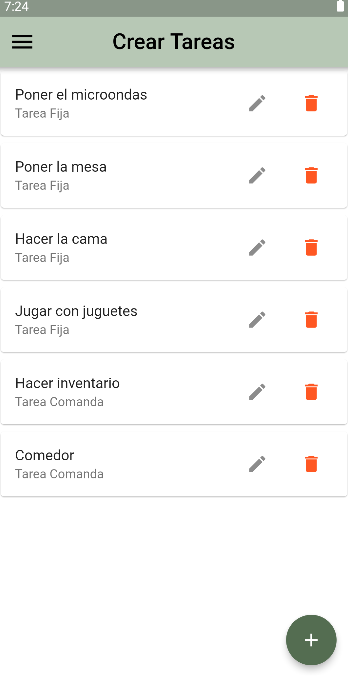 7:24
Crear Tareas
Poner el microondas
Tarea Fija
Poner la mesa
Tarea Fija
Hacer la cama
Tarea Fija
Jugar con juguetes
Tarea Fija
Hacer inventario
Tarea Comanda
Comedor
Tarea Comanda